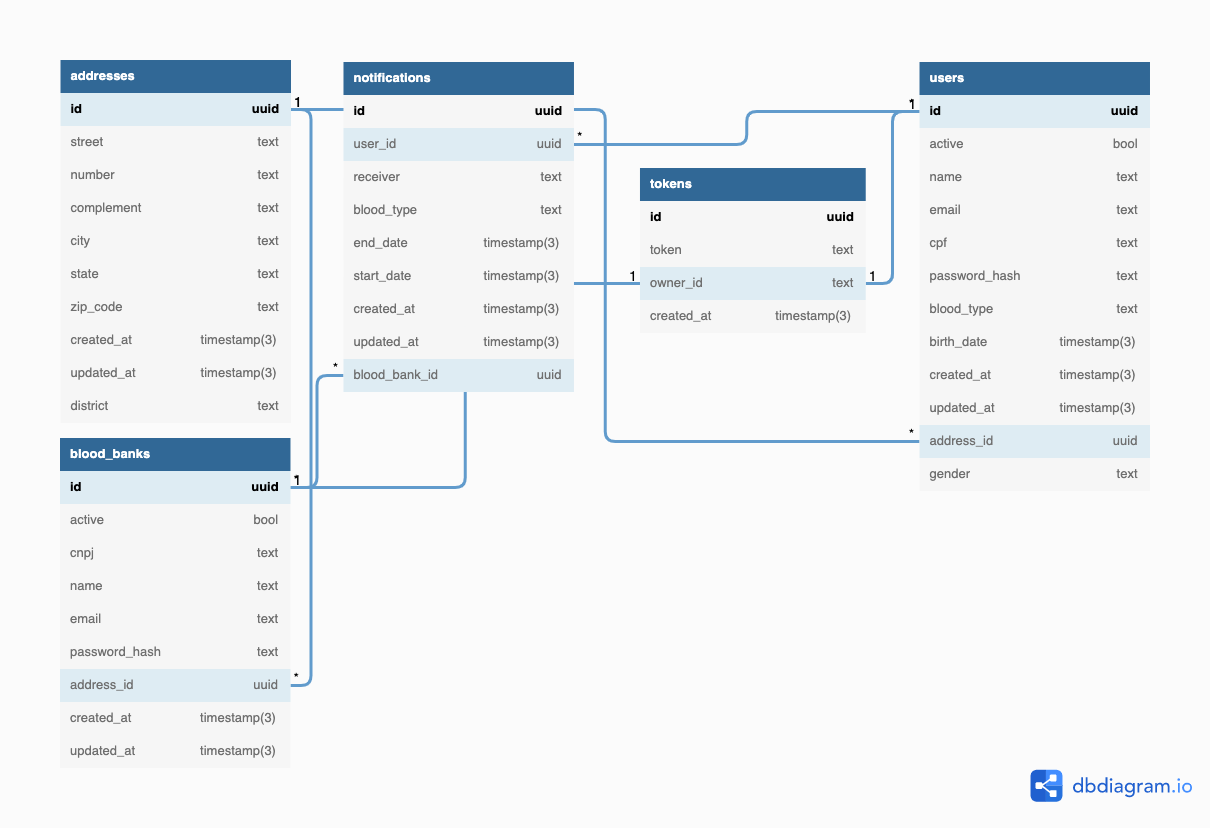 addresses
id uuid
street text
number text
complement text
city text
state text
zip_code text
created_at timestamp(3)
updated_at timestamp(3)
district text
blood_banks
id uuid
active bool
cnpj text
name text
email text
password_hash text
address_id uuid
created_at timestamp(3)
updated_at timestamp(3)
notifications
id uuid
user_id uuid
receiver text
blood_type text
end_date timestamp(3)
start_date timestamp(3)
created_at timestamp(3)
updated_at timestamp(3)
blood_bank_id uuid
tokens
id uuid
token text
owner_id text
created_at timestamp(3)
users
id uuid
active bool
name text
email text
cpf text
password_hash text
blood_type text
birth_date timestamp(3)
created_at timestamp(3)
updated_at timestamp(3)
address_id uuid
gender text
1
*
1
*
*
1
1
1
*
dbdiagram.io